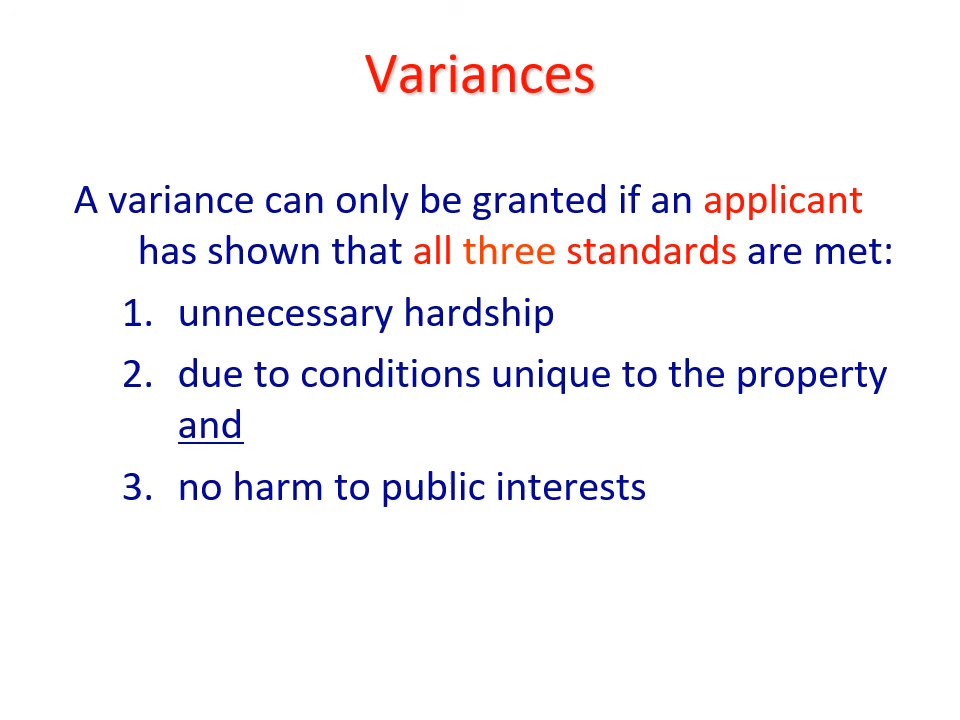 Variances
A variance can only be granted if an applicant
has shown that all three standards are met:
1. unnecessary hardship
2. due to conditions unique to the property
and
3. no harm to public interests